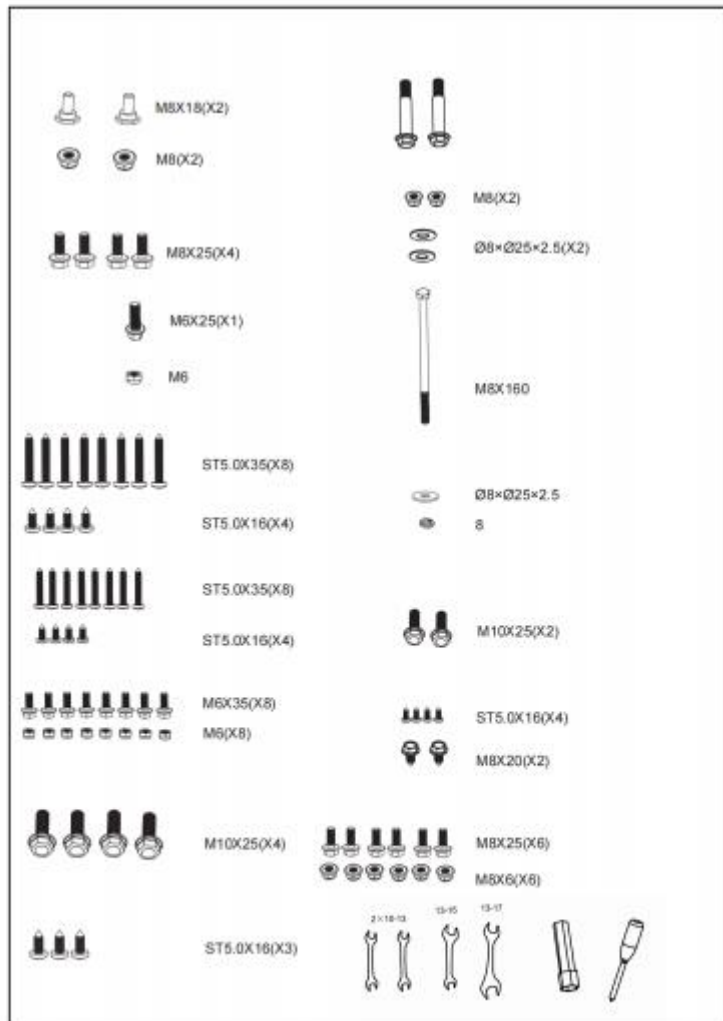 M8X18(X2)
M8(X2)
M8X25(X4)
M6X25(X1)
M6
ST5.0X35(X8)
ST5.0X16(X4)
ST5.0X35(X8)
ST5.0X16(X4)
M6X35(X8)
M6(X8)
M10X25(X4)
ST5.0X16(X3)
M8(X2)
Ø8×Ø25×2.5(X2)
M8X160
Ø8×Ø25×2.5
8
M10X25(X2)
ST5.0X16(X4)
M8X20(X2)
M8X25(X6)
M8X6(X6)
13-15
13-17